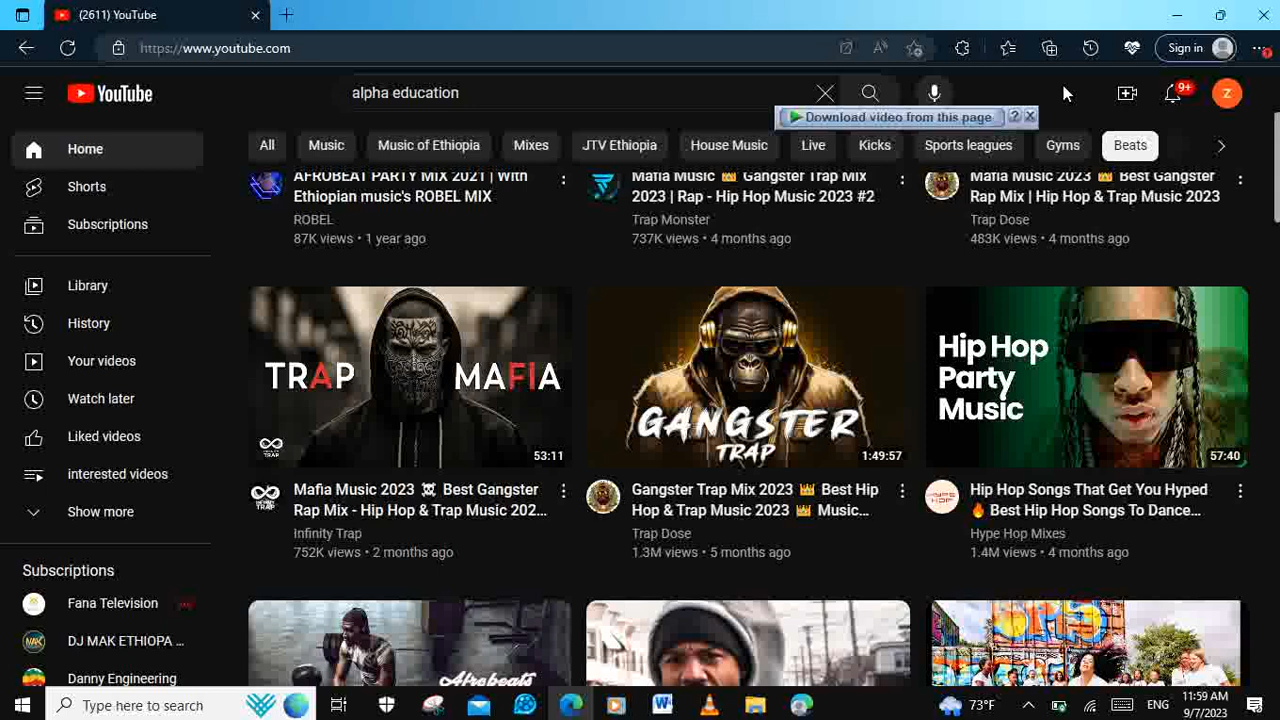 (2611) YouTube
https://www.youtube.com
Sign in
YouTube
alpha education
9+
Z
Download video from this page
Home
Shorts
Subscriptions
Library
History
Your videos
Watch later
Liked videos
interested videos
Show more
Subscriptions
Fana Television
DJ MAK ETHIOPA ...
Danny Engineering
All
Music
Music of Ethiopia
Mixes
JTV Ethiopia
House Music
Live
Kicks
Sports leagues
Gyms
Beats
AFROBEAT PARTY MIX 2021 | With
Ethiopian music's ROBEL MIX
ROBEL
87K views • 1 year ago
Mafia Music 👑 Gangster Trap Mix
2023 | Rap - Hip Hop Music 2023 #2
Trap Monster
737K views • 4 months ago
Mafia Music 2023 👑 Best Gangster
Rap Mix | Hip Hop & Trap Music 2023
Trap Dose
483K views • 4 months ago
TRAP MAFIA
53:11
Mafia Music 2023 ☠️ Best Gangster
Rap Mix - Hip Hop & Trap Music 202...
Infinity Trap
752K views • 2 months ago
GANGSTER
TRAP
1:49:57
Gangster Trap Mix 2023 👑 Best Hip
Hop & Trap Music 2023 👑 Music...
Trap Dose
1.3M views • 5 months ago
Hip Hop
Party
Music
57:40
Hip Hop Songs That Get You Hyped
🔥 Best Hip Hop Songs To Dance...
Hype Hop Mixes
1.4M views • 4 months ago
Afrobeats
Type here to search
73°F
ENG
11:59 AM
9/7/2023